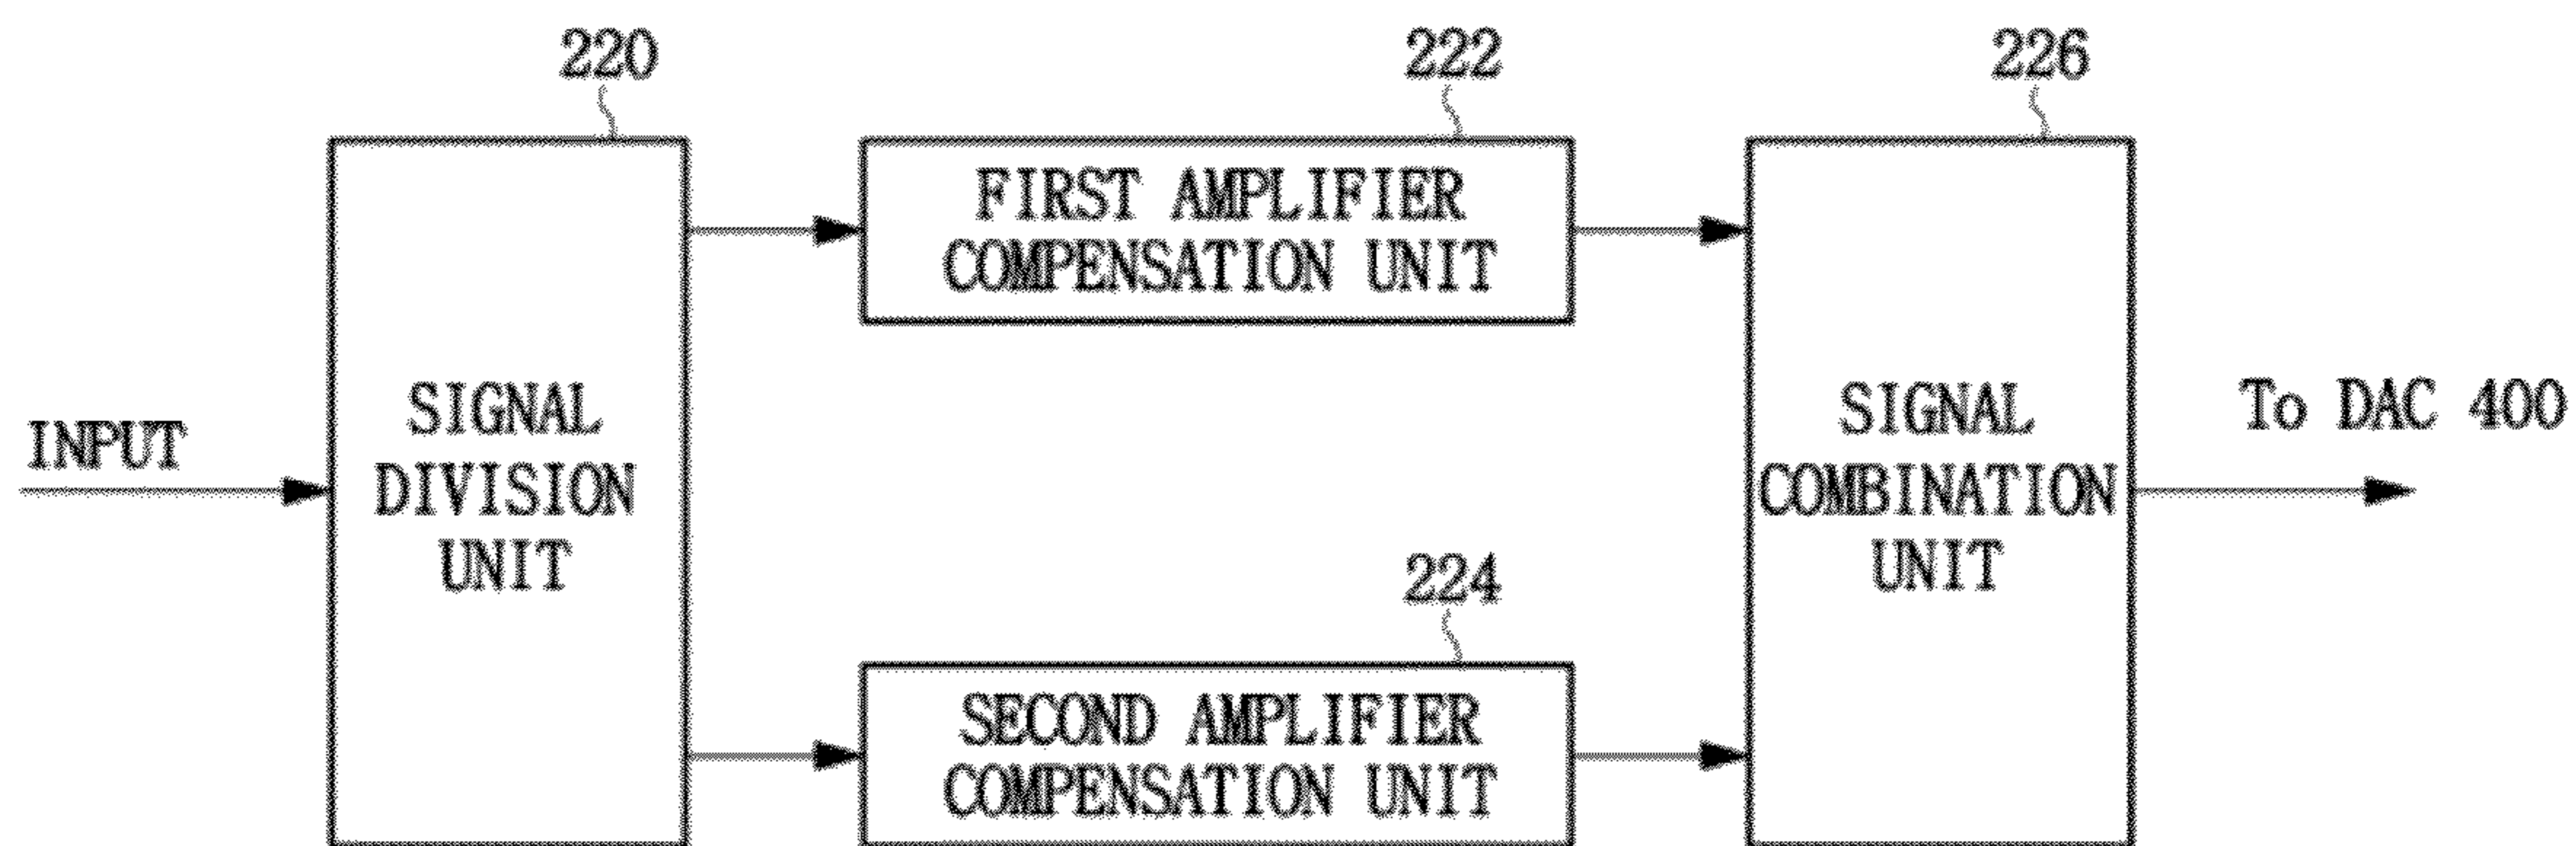 220
222
226
INPUT
SIGNAL
DIVISION
UNIT
FIRST AMPLIFIER
COMPENSATION UNIT
224
SECOND AMPLIFIER
COMPENSATION UNIT
SIGNAL
COMBINATION
UNIT
To DAC 400